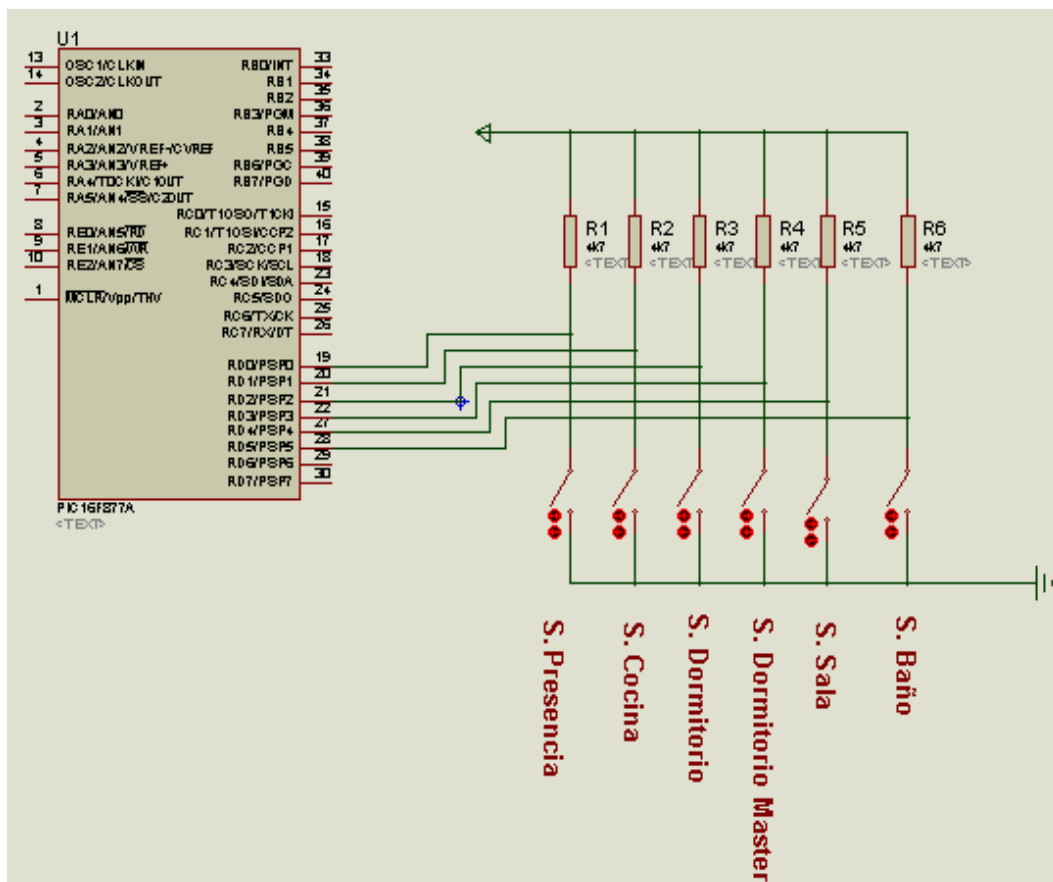 U1
13 OSC1/CLKIN
14 OSC2/CLKOUT
2 RA0/AN0
3 RA1/AN1
4 RA2/AN2/VREF-/CVREF
5 RA3/AN3/VREF+
6 RA4/T0CKI/C1OUT
7 RA5/AN4/SS/C2OUT
8 RE0/AN5/RD
9 RE1/AN6/WR
10 RE2/AN7/CS
1 MCLR/Vpp/THV
RB0/INT 33
RB1 34
RB2 35
RB3/PGM 36
RB4 37
RB5 38
RB6/PGC 39
RB7/PGD 40
RC0/T1OSO/T1CKI 15
RC1/T1OSI/CCP2 16
RC2/CCP1 17
RC3/SCK/SCL 18
RC4/SDI/SDA 23
RC5/SDO 24
RC6/TX/CK 25
RC7/RX/DT 26
RD0/PSP0 19
RD1/PSP1 20
RD2/PSP2 21
RD3/PSP3 22
RD4/PSP4 27
RD5/PSP5 28
RD6/PSP6 29
RD7/PSP7 30
PIC16F877A
<TEXT>
R1
4k7
<TEXT>
R2
4k7
<TEXT>
R3
4k7
<TEXT>
R4
4k7
<TEXT>
R5
4k7
<TEXT>
R6
4k7
<TEXT>
S. Presencia
S. Cocina
S. Dormitorio
S. Dormitorio Master
S. Sala
S. Baño